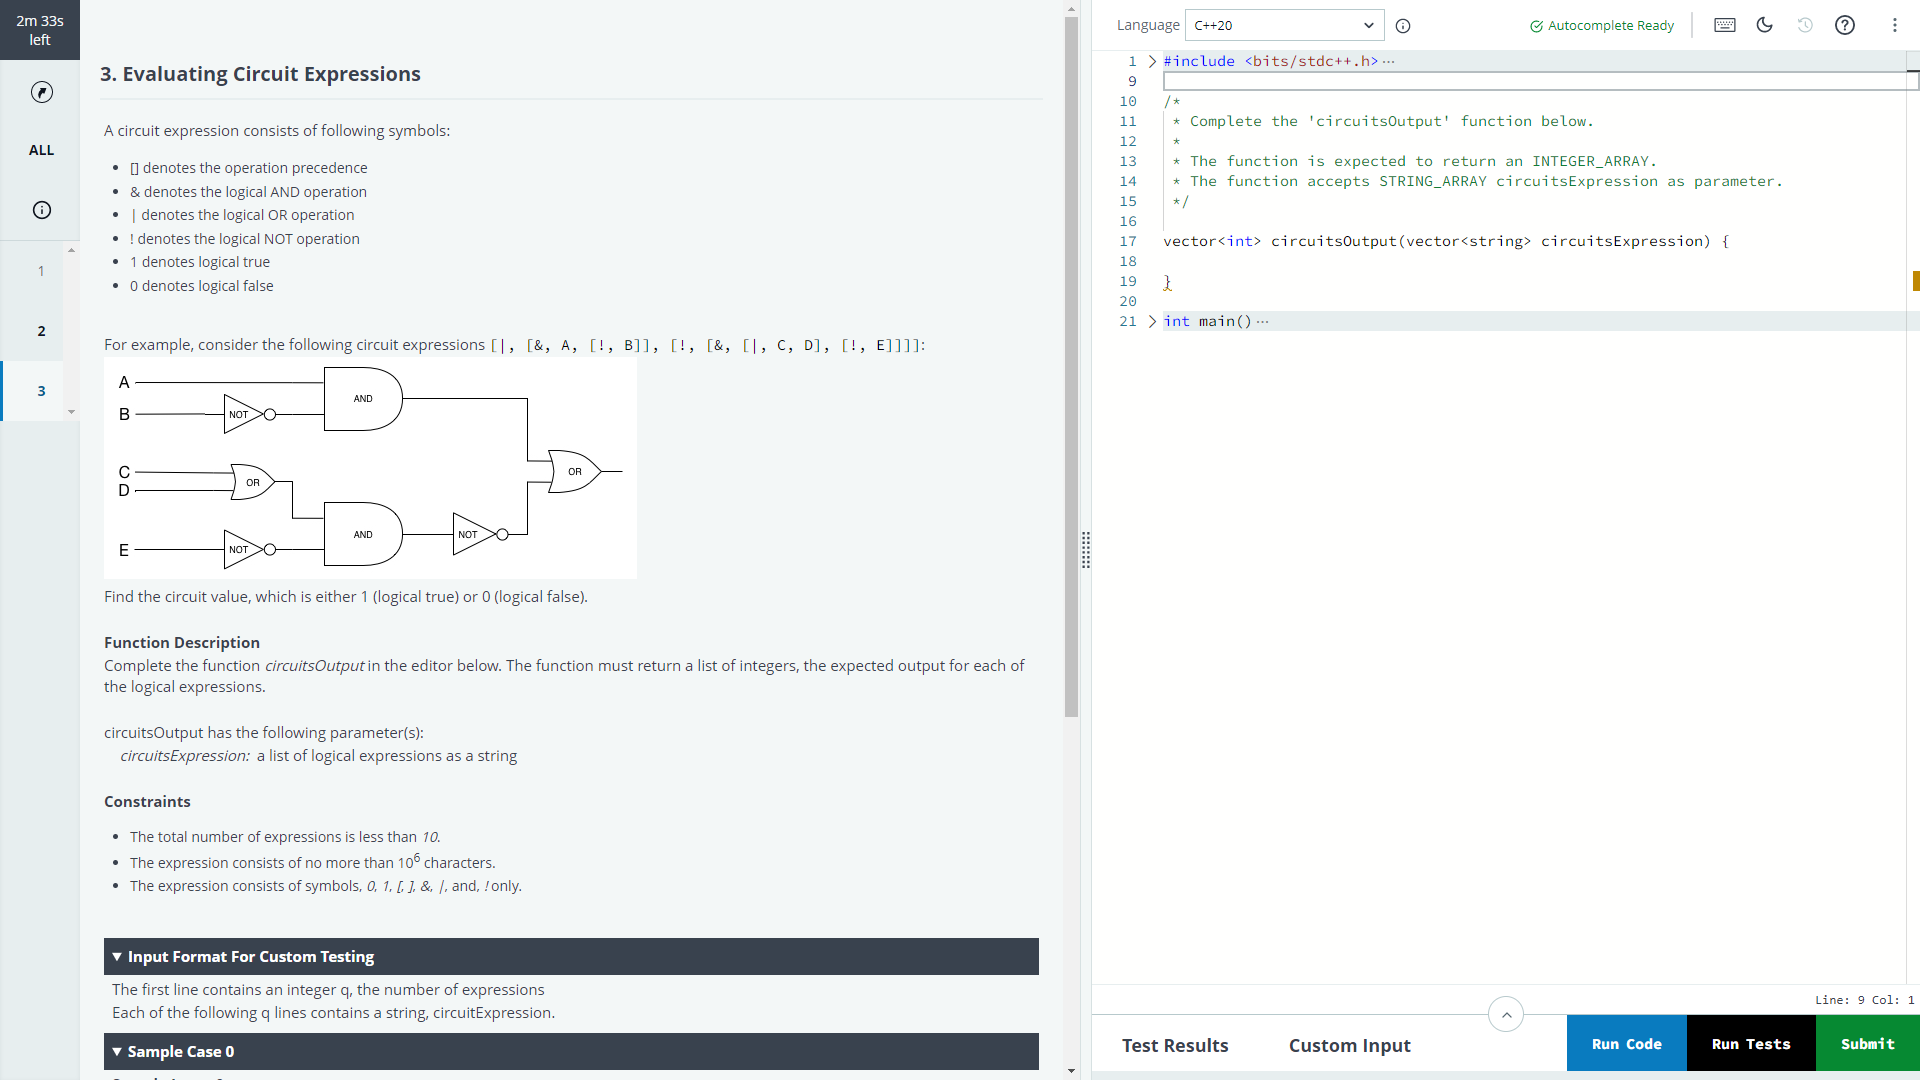 2m 33s
left
ALL
1
2
3
3. Evaluating Circuit Expressions
A circuit expression consists of following symbols:
[] denotes the operation precedence
& denotes the logical AND operation
| denotes the logical OR operation
! denotes the logical NOT operation
1 denotes logical true
0 denotes logical false
For example, consider the following circuit expressions [|, [&, A, [!, B]], [!, [&, [|, C, D], [!, E]]]]:
A
B
NOT
AND
C
D
OR
OR
E
NOT
AND
NOT
Find the circuit value, which is either 1 (logical true) or 0 (logical false).
Function Description
Complete the function circuitsOutput in the editor below. The function must return a list of integers, the expected output for each of
the logical expressions.
circuitsOutput has the following parameter(s):
circuitsExpression: a list of logical expressions as a string
Constraints
The total number of expressions is less than 10.
The expression consists of no more than 10⁶ characters.
The expression consists of symbols, 0, 1, [, ], &, |, and, ! only.
▼ Input Format For Custom Testing
The first line contains an integer q, the number of expressions
Each of the following q lines contains a string, circuitExpression.
▼ Sample Case 0
Language C++20
Autocomplete Ready
1 #include <bits/stdc++.h> ···
9
10 /*
11 * Complete the 'circuitsOutput' function below.
12 *
13 * The function is expected to return an INTEGER_ARRAY.
14 * The function accepts STRING_ARRAY circuitsExpression as parameter.
15 */
16
17 vector<int> circuitsOutput(vector<string> circuitsExpression) {
18
19 }
20
21 int main() ···
Line: 9 Col: 1
Test Results
Custom Input
Run Code
Run Tests
Submit